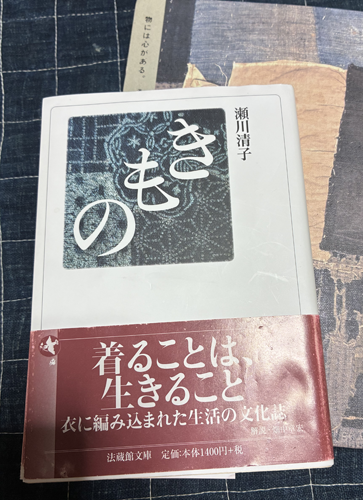 物には心がある。
瀬川清子
きもの
着ることは、
生きること
衣に編み込まれた生活の文化誌
解説
法蔵館文庫 定価:本体1400円+税